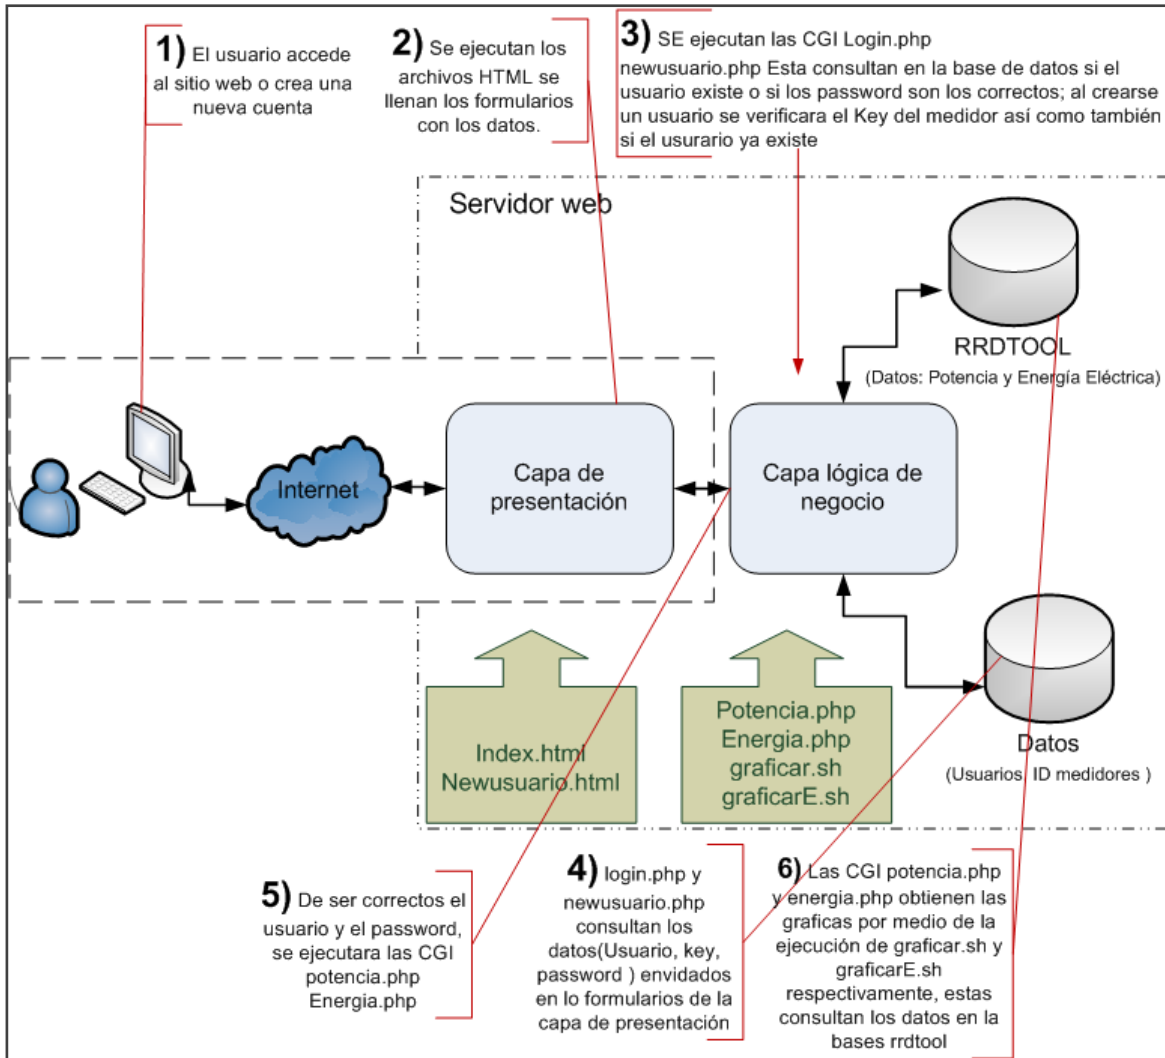 1) El usuario accede
al sitio web o crea una
nueva cuenta
2) Se ejecutan los
archivos HTML se
llenan los formularios
con los datos.
3) SE ejecutan las CGI Login.php
newusuario.php Esta consultan en la base de datos si el
usuario existe o si los password son los correctos; al crearse
un usuario se verificara el Key del medidor así como también
si el usurario ya existe
Servidor web
RRDTOOL
(Datos: Potencia y Energía Eléctrica)
Internet
Capa de
presentación
Capa lógica de
negocio
Index.html
Newusuario.html
Potencia.php
Energia.php
graficar.sh
graficarE.sh
Datos
(Usuarios, ID medidores )
5) De ser correctos el
usuario y el password,
se ejecutara las CGI
potencia.php
Energia.php
4) login.php y
newusuario.php
consultan los
datos(Usuario, key,
password ) envidados
en lo formularios de la
capa de presentación
6) Las CGI potencia.php
y energia.php obtienen las
graficas por medio de la
ejecución de graficar.sh y
graficarE.sh
respectivamente, estas
consultan los datos en la
bases rrdtool